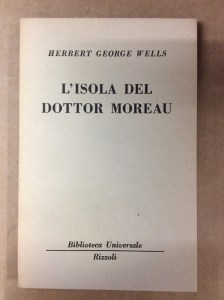 HERBERT GEORGE WELLS
L'ISOLA DEL
DOTTOR MOREAU
Biblioteca Universale
Rizzoli